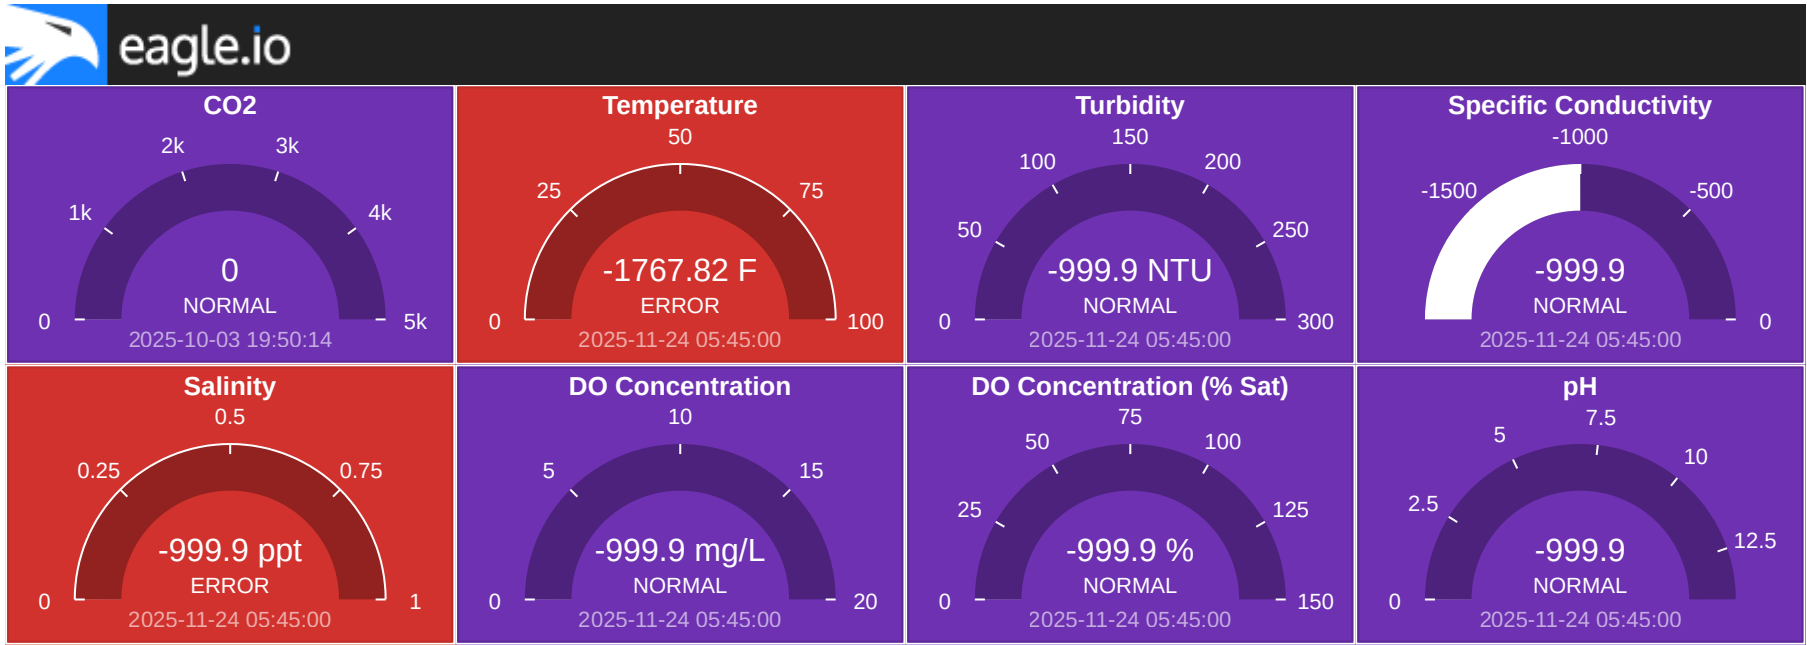 eagle.io
CO2
2k 3k
1k 4k
0
NORMAL
0 5k
2025-10-03 19:50:14
Temperature
50
25 75
-1767.82 F
ERROR
0 100
2025-11-24 05:45:00
Turbidity
150
100 200
50 250
-999.9 NTU
NORMAL
0 300
2025-11-24 05:45:00
Specific Conductivity
-1000
-1500 -500
-999.9
NORMAL
0
2025-11-24 05:45:00
Salinity
0.5
0.25 0.75
-999.9 ppt
ERROR
0 1
2025-11-24 05:45:00
DO Concentration
10
5 15
-999.9 mg/L
NORMAL
0 20
2025-11-24 05:45:00
DO Concentration (% Sat)
75
50 100
25 125
-999.9 %
NORMAL
0 150
2025-11-24 05:45:00
pH
7.5
5 10
2.5 12.5
-999.9
NORMAL
0
2025-11-24 05:45:00